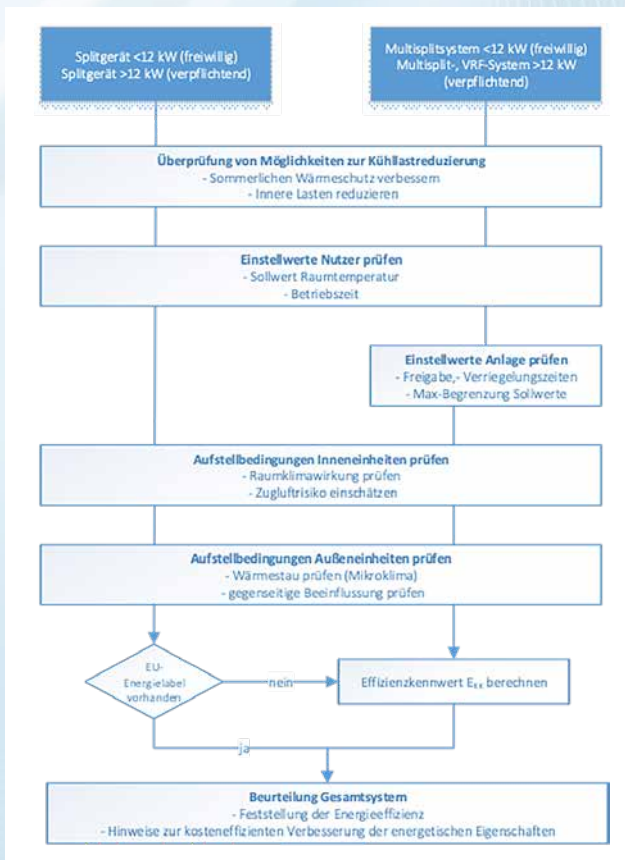 Splitgerät <12 kW (freiwillig)
Splitgerät >12 kW (verpflichtend)
Multisplitsystem <12 kW (freiwillig)
Multisplit-, VRF-System >12 kW
(verpflichtend)
Überprüfung von Möglichkeiten zur Kühllastreduzierung
- Sommerlichen Wärmeschutz verbessern
- Innere Lasten reduzieren
Einstellwerte Nutzer prüfen
- Sollwert Raumtemperatur
- Betriebszeit
Einstellwerte Anlage prüfen
- Freigabe,- Verriegelungszeiten
- Max-Begrenzung Sollwerte
Aufstellbedingungen Inneneinheiten prüfen
- Raumklimawirkung prüfen
- Zugluftrisiko einschätzen
Aufstellbedingungen Außeneinheiten prüfen
- Wärmestau prüfen (Mikroklima)
- gegenseitige Beeinflussung prüfen
EU-
Energielabel
vorhanden
nein
Effizienzkennwert E berechnen
ja
Beurteilung Gesamtsystem
- Feststellung der Energieeffizienz
- Hinweise zur kosteneffizienten Verbesserung der energetischen Eigenschaften